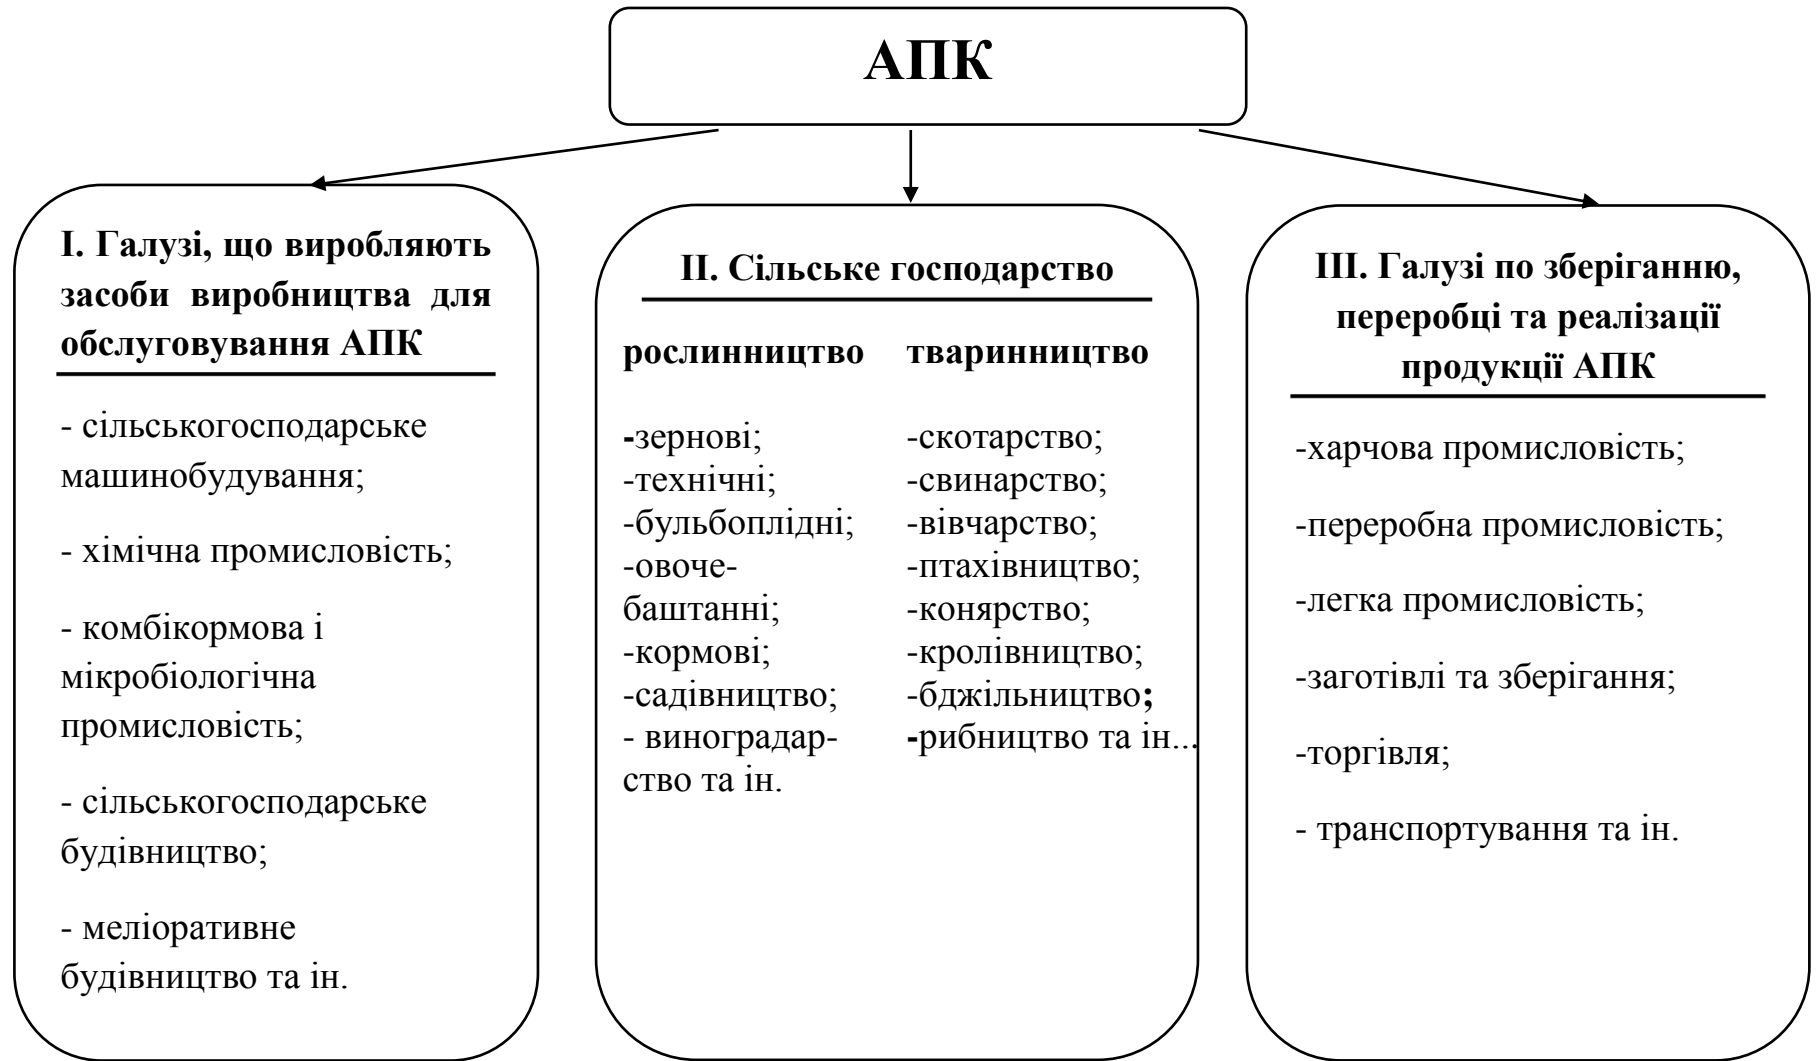 АПК
І. Галузі, що виробляють
засоби виробництва для
обслуговування АПК
- сільськогосподарське
машинобудування;
- хімічна промисловість;
- комбікормова і
мікробіологічна
промисловість;
- сільськогосподарське
будівництво;
- меліоративне
будівництво та ін.
ІІ. Сільське господарство
рослинництво
-зернові;
-технічні;
-бульбоплідні;
-овоче-
баштанні;
-кормові;
-садівництво;
- виноградар-
ство та ін.
тваринництво
-скотарство;
-свинарство;
-вівчарство;
-птахівництво;
-конярство;
-кролівництво;
-бджільництво;
-рибництво та ін...
ІІІ. Галузі по зберіганню,
переробці та реалізації
продукції АПК
-харчова промисловість;
-переробна промисловість;
-легка промисловість;
-заготівлі та зберігання;
-торгівля;
- транспортування та ін.